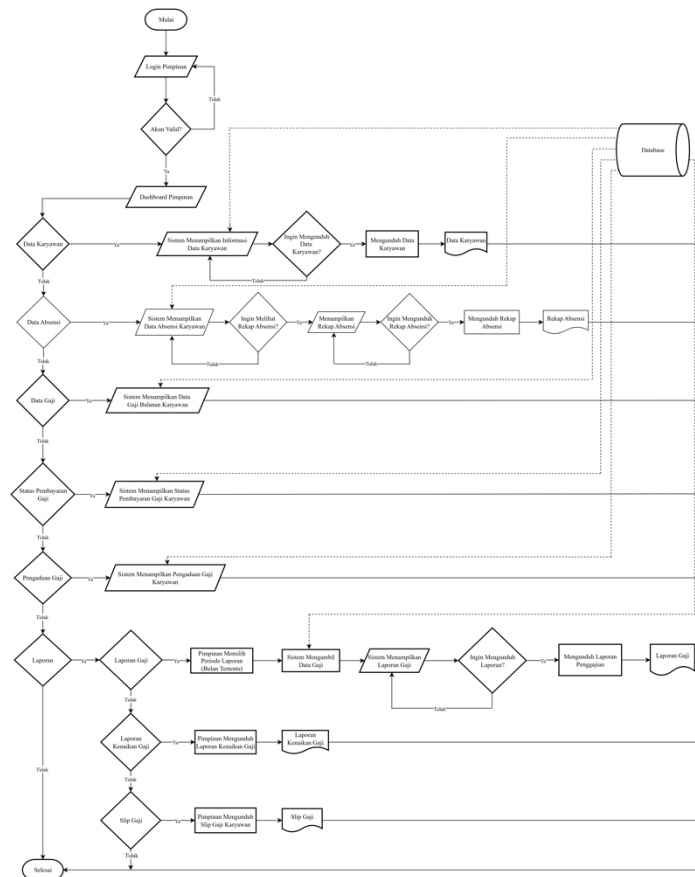 Mulai
Login Pimpinan
Tidak
Akun Valid?
Ya
Dashboard Pimpinan
Database
Data Karyawan
Ya
Sistem Menampilkan Informasi
Data Karyawan
Ingin Mengunduh
Data
Karyawan?
Ya
Mengunduh Data
Karyawan
Data Karyawan
Tidak
Tidak
Data Absensi
Ya
Sistem Menampilkan
Data Absensi Karyawan
Ingin Melihat
Rekap Absensi?
Ya
Menampilkan
Rekap Absensi
Ingin Mengunduh
Rekap Absensi?
Ya
Mengunduh Rekap
Absensi
Rekap Absensi
Tidak
Tidak
Tidak
Data Gaji
Ya
Sistem Menampilkan Data
Gaji Bulanan Karyawan
Tidak
Status Pembayaran
Gaji
Ya
Sistem Menampilkan Status
Pembayaran Gaji Karyawan
Tidak
Pengaduan Gaji
Ya
Sistem Menampilkan Pengaduan Gaji
Karyawan
Tidak
Laporan
Ya
Laporan Gaji
Ya
Pimpinan Memilih
Periode Laporan
(Bulan Tertentu)
Sistem Mengambil
Data Gaji
Sistem Menampilkan
Laporan Gaji
Ingin Mengunduh
Laporan?
Ya
Mengunduh Laporan
Penggajian
Laporan Gaji
Tidak
Tidak
Laporan
Kenaikan Gaji
Ya
Pimpinan Mengunduh
Laporan Kenaikan Gaji
Laporan
Kenaikan Gaji
Tidak
Tidak
Slip Gaji
Ya
Pimpinan Mengunduh
Slip Gaji Karyawan
Slip Gaji
Tidak
Selesai